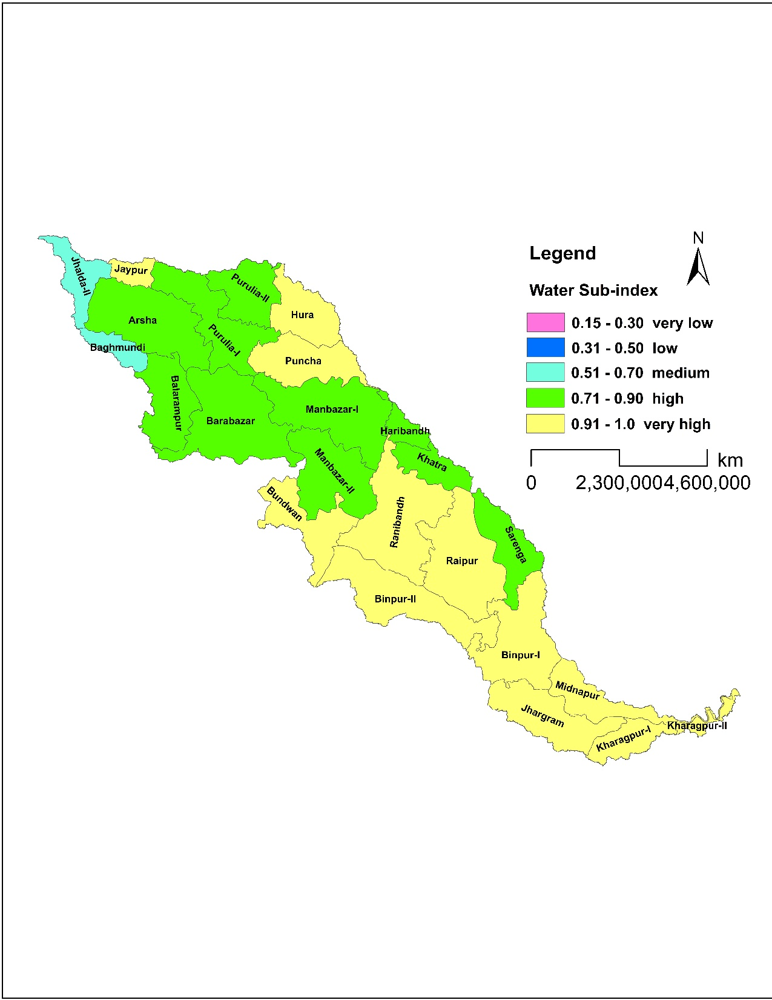 N
Legend
Water Sub-index
0.15 - 0.30 very low
0.31 - 0.50 low
0.51 - 0.70 medium
0.71 - 0.90 high
0.91 - 1.0 very high
km
0 2,300,0004,600,000
Jhalda-II
Jaypur
Purulia-II
Hura
Arsha
Purulia-I
Baghmundi
Puncha
Balarampur
Barabazar
Manbazar-I
Haribandh
Khatra
Manbazar-II
Bundwan
Ranibandh
Sarenga
Raipur
Binpur-II
Binpur-I
Midnapur
Jhargram
Kharagpur-I
Kharagpur-II